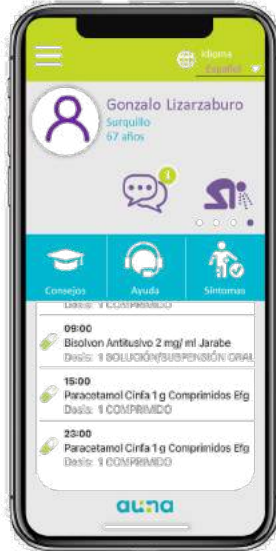 Idioma
Español
Gonzalo Lizarzaburo
Surquillo
67 años
Consejos
Ayuda
Síntomas
Dosis: 1 COMPRIMIDO
09:00
Bisolvon Antitusivo 2 mg/ ml Jarabe
Dosis: 1 SOLUCIÓN/SUSPENSIÓN ORAL
15:00
Paracetamol Cinfa 1 g Comprimidos Efg
Dosis: 1 COMPRIMIDO
23:00
Paracetamol Cinfa 1 g Comprimidos Efg
Dosis: 1 COMPRIMIDO
auna